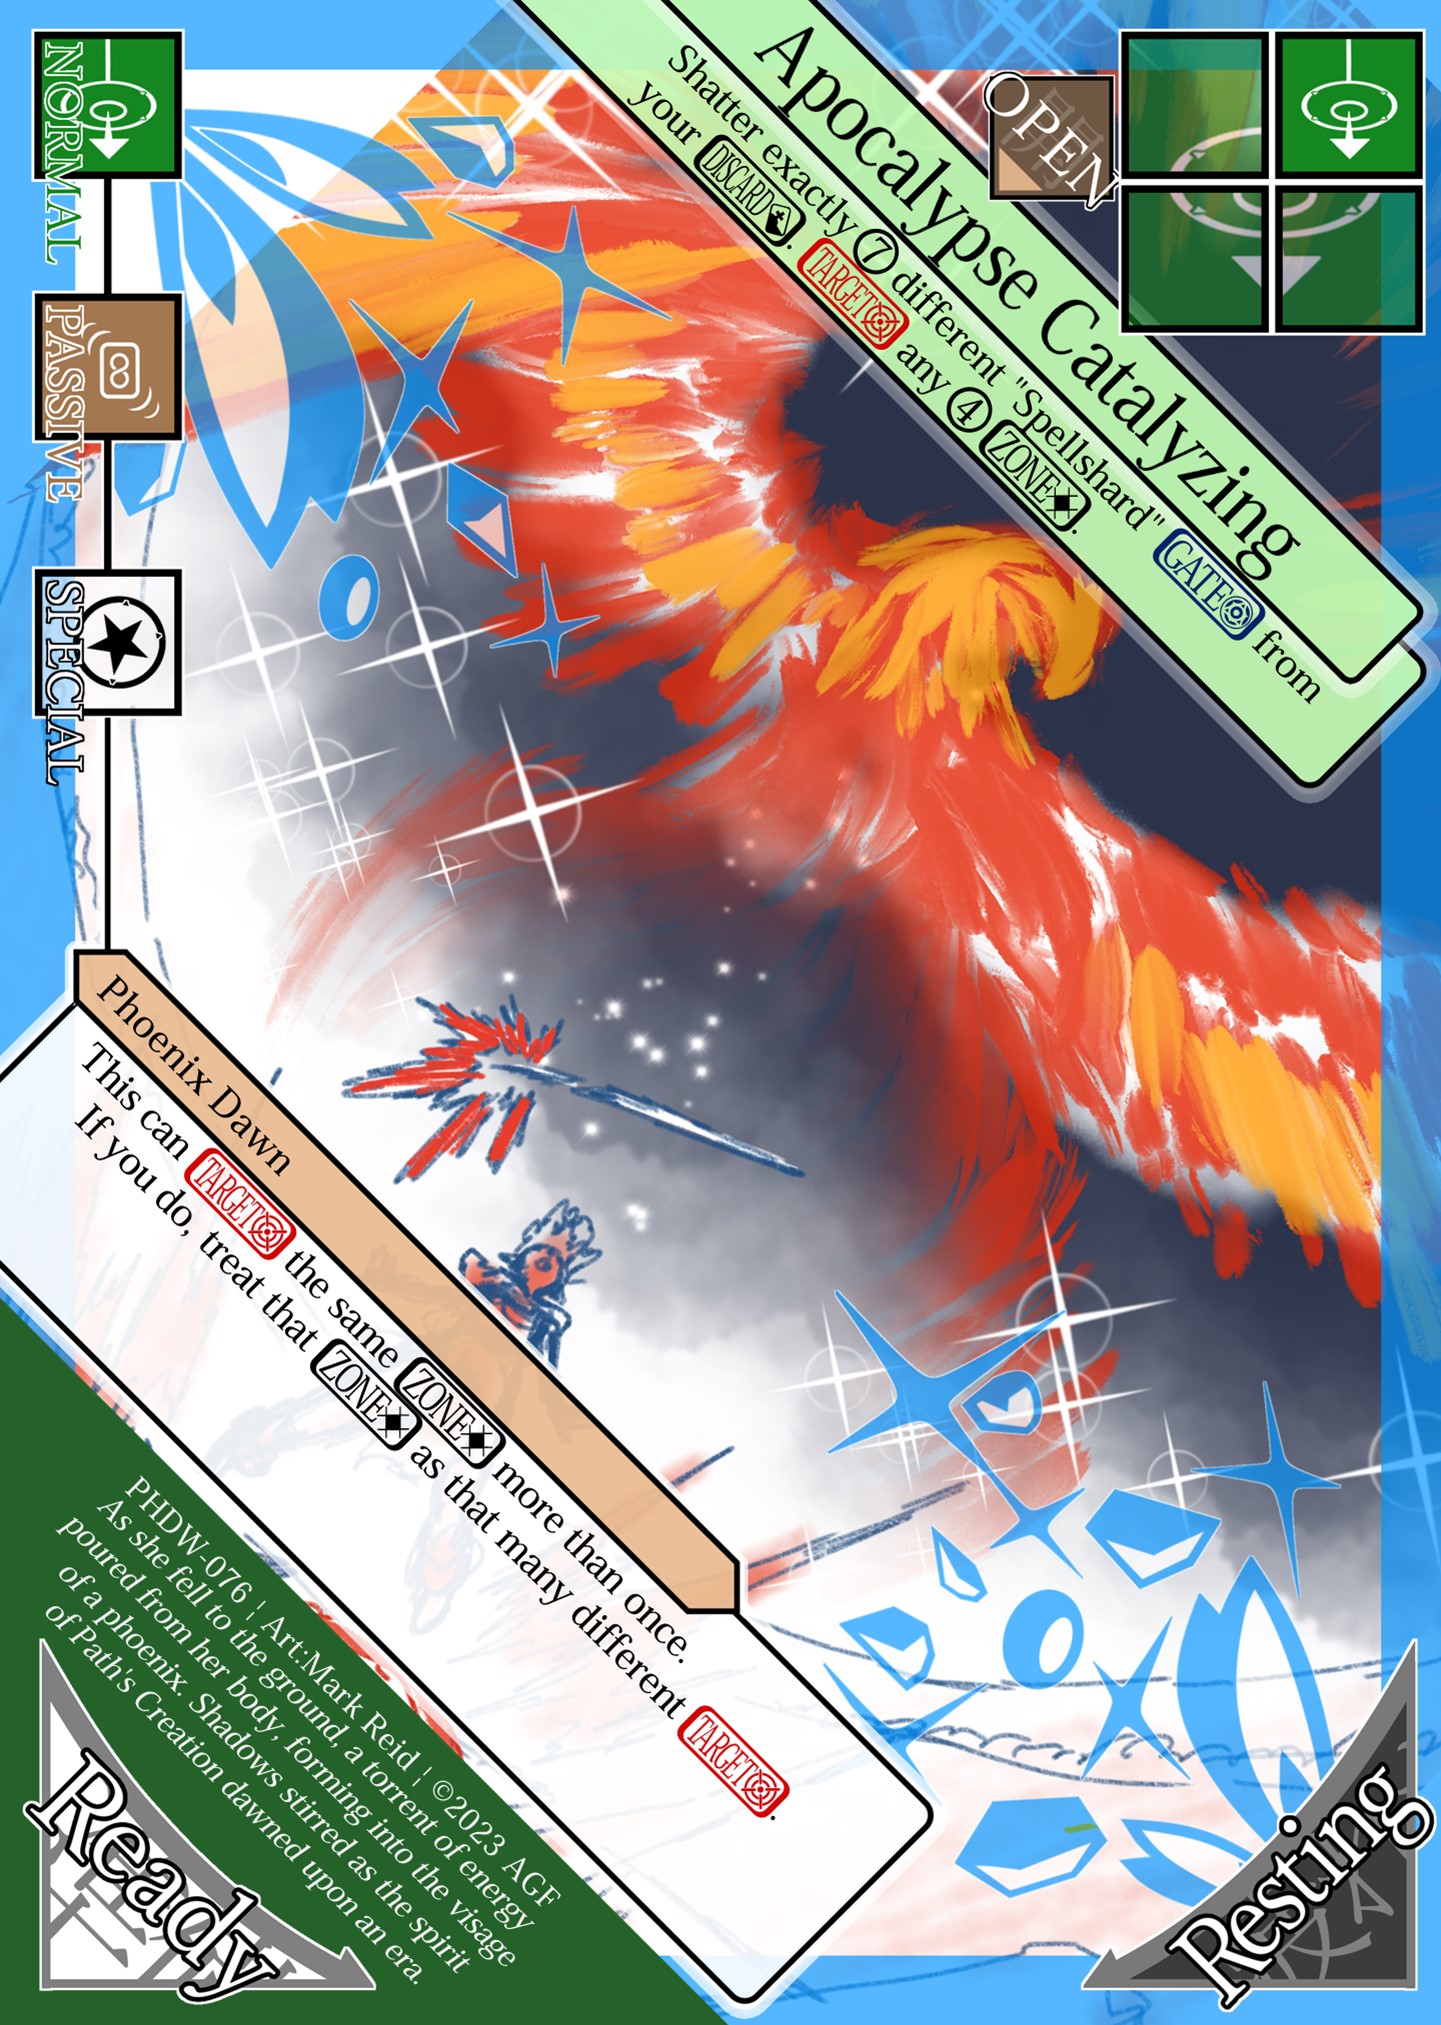 Apocalypse Catalyzing
Shatter exactly 7 different "Spellshard" GATE from
your DISCARD. TARGET any 4 ZONE.
OPEN
NORMAL
PASSIVE
8
SPECIAL
Phoenix Dawn
This can TARGET the same ZONE more than once.
If you do, treat that ZONE as that many different TARGET.
PHDW-076 ¦ Art:Mark Reid ¦ ©2023 AGF
As she fell to the ground, a torrent of energy
poured from her body, forming into the visage
of a phoenix. Shadows stirred as the spirit
of Path's Creation dawned upon an era.
Ready
Resting